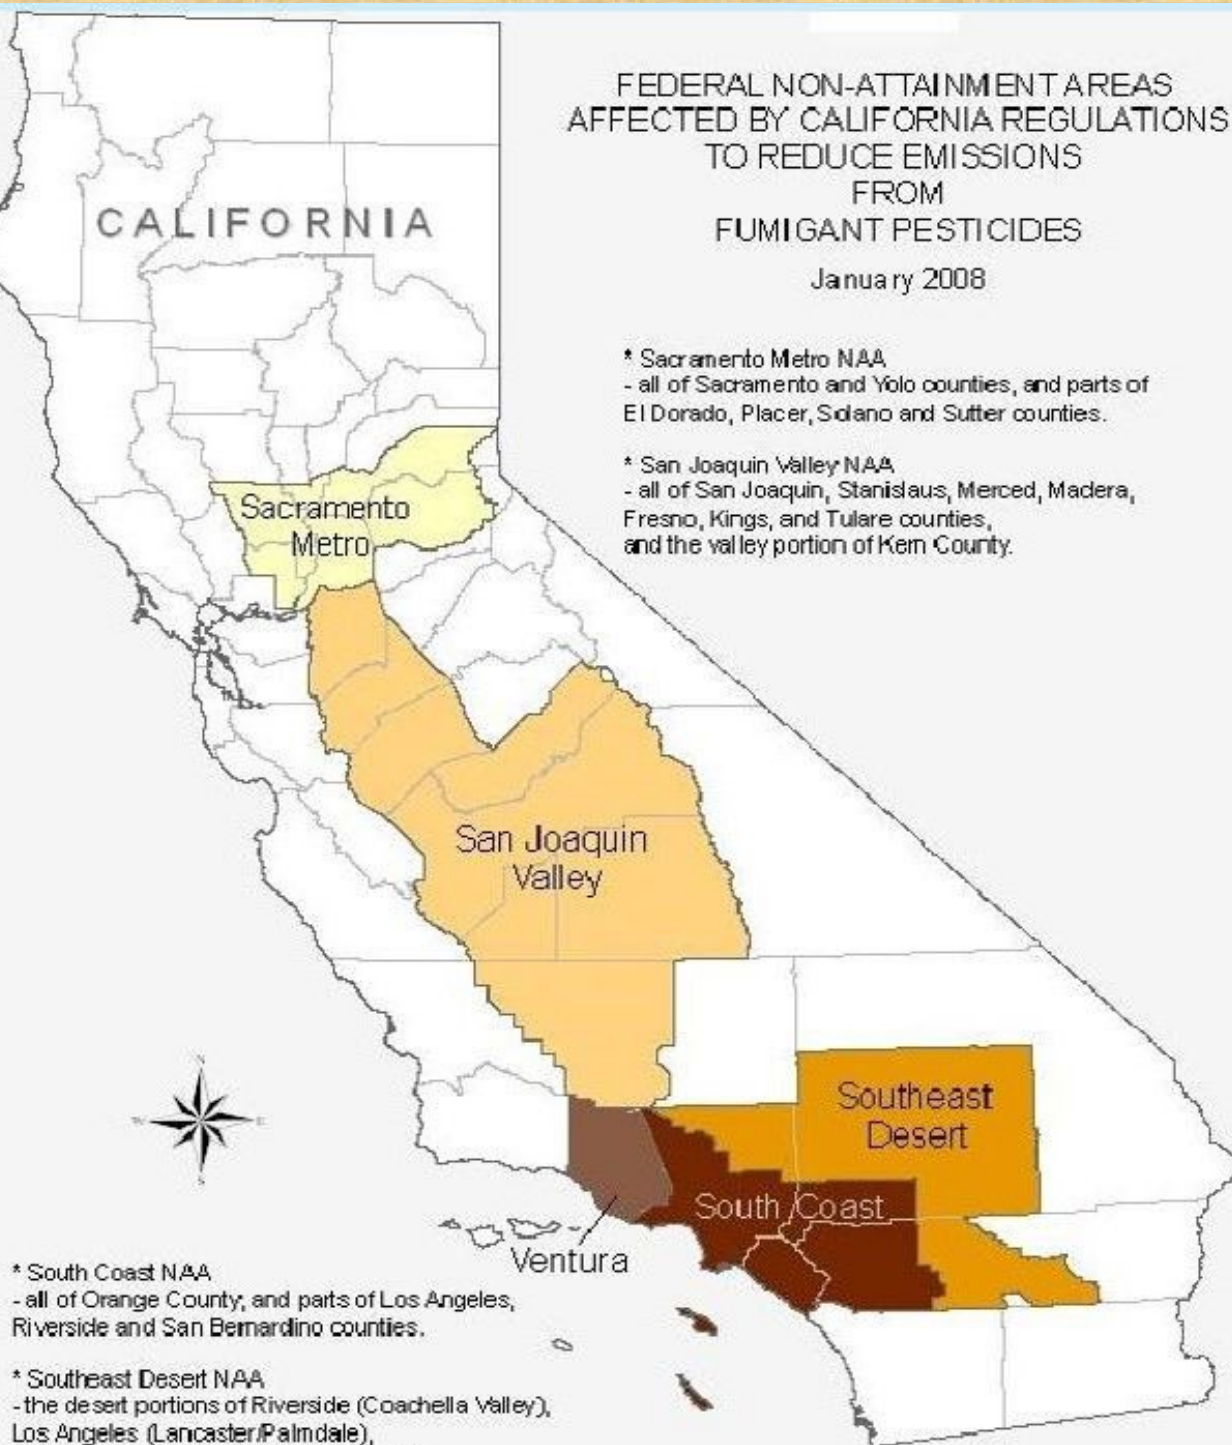 FEDERAL NON-ATTAINMENT AREAS
AFFECTED BY CALIFORNIA REGULATIONS
TO REDUCE EMISSIONS
FROM
FUMIGANT PESTICIDES
January 2008
CALIFORNIA
* Sacramento Metro NAA
- all of Sacramento and Yolo counties, and parts of
El Dorado, Placer, Solano and Sutter counties.
* San Joaquin Valley NAA
- all of San Joaquin, Stanislaus, Merced, Madera,
Fresno, Kings, and Tulare counties,
and the valley portion of Kern County.
Sacramento
Metro
San Joaquin
Valley
Southeast
Desert
South Coast
Ventura
N
W
E
S
* South Coast NAA
- all of Orange County, and parts of Los Angeles,
Riverside and San Bernardino counties.
* Southeast Desert NAA
- the desert portions of Riverside (Coachella Valley),
Los Angeles (Lancaster/Palmdale),